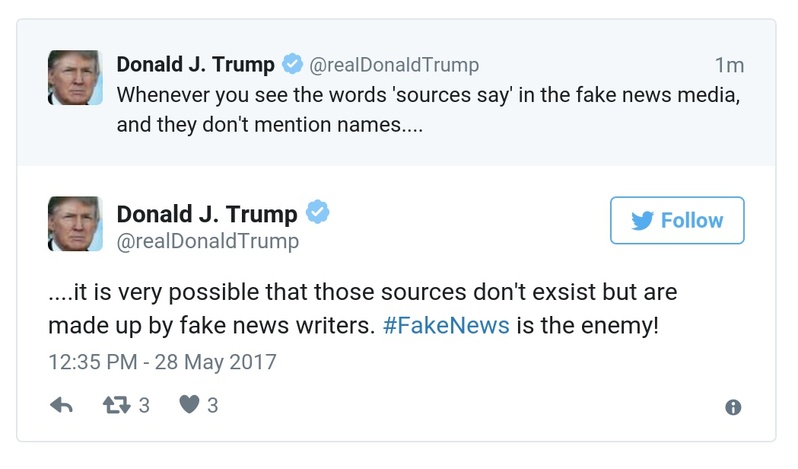 Donald J. Trump @realDonaldTrump 1m
Whenever you see the words 'sources say' in the fake news media,
and they don't mention names....
Donald J. Trump
@realDonaldTrump
Follow
....it is very possible that those sources don't exsist but are
made up by fake news writers. #FakeNews is the enemy!
12:35 PM - 28 May 2017
3 3